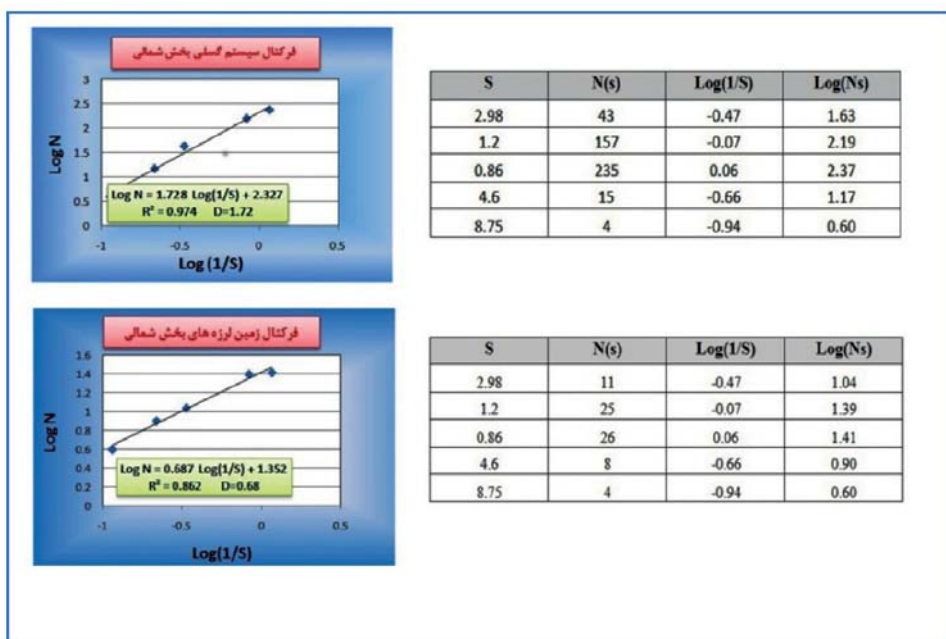 فرکتال سیستم گسلی بخش شمالی
3
2.5
2
1.5
1
0.5
0
-1 -0.5 0 0.5
Log N
Log N = 1.728 Log(1/S) + 2.327
R² = 0.974 D=1.72
Log (1/S)
S N(s) Log(1/S) Log(Ns)
2.98 43 -0.47 1.63
1.2 157 -0.07 2.19
0.86 235 0.06 2.37
4.6 15 -0.66 1.17
8.75 4 -0.94 0.60
فرکتال زمین لرزه های بخش شمالی
1.6
1.4
1.2
1
0.8
0.6
0.4
0.2
0
-1 -0.5 0 0.5
Log N
Log N = 0.687 Log(1/S) + 1.352
R² = 0.862 D=0.68
Log(1/S)
S N(s) Log(1/S) Log(Ns)
2.98 11 -0.47 1.04
1.2 25 -0.07 1.39
0.86 26 0.06 1.41
4.6 8 -0.66 0.90
8.75 4 -0.94 0.60